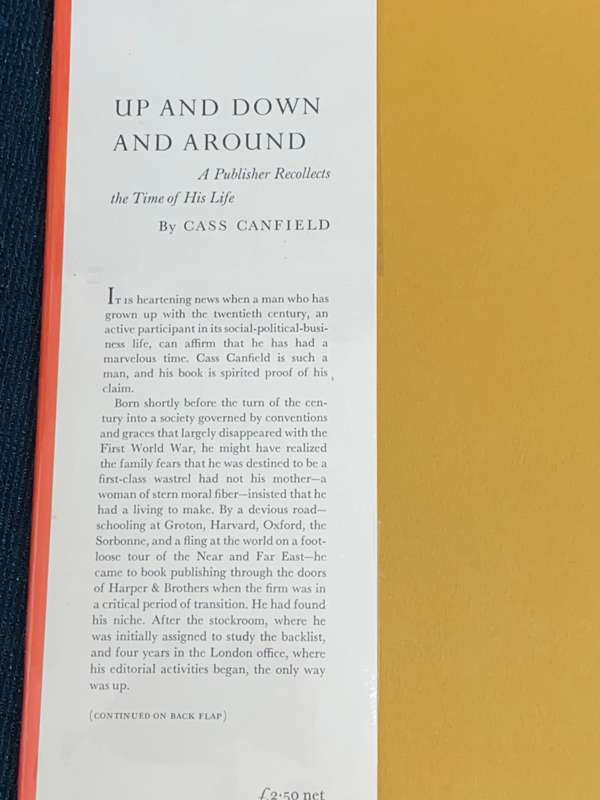 UP AND DOWN
AND AROUND
A Publisher Recollects
the Time of His Life
By CASS CANFIELD
IT IS heartening news when a man who has
grown up with the twentieth century, an
active participant in its social-political-busi-
ness life, can affirm that he has had a
marvelous time. Cass Canfield is such a
man, and his book is spirited proof of his
claim.
Born shortly before the turn of the cen-
tury into a society governed by conventions
and graces that largely disappeared with the
First World War, he might have realized
the family fears that he was destined to be a
first-class wastrel had not his mother—a
woman of stern moral fiber—insisted that he
had a living to make. By a devious road—
schooling at Groton, Harvard, Oxford, the
Sorbonne, and a fling at the world on a foot-
loose tour of the Near and Far East—he
came to book publishing through the doors
of Harper & Brothers when the firm was in
a critical period of transition. He had found
his niche. After the stockroom, where he
was initially assigned to study the backlist,
and four years in the London office, where
his editorial activities began, the only way
was up.
(CONTINUED ON BACK FLAP)
£2·50 net